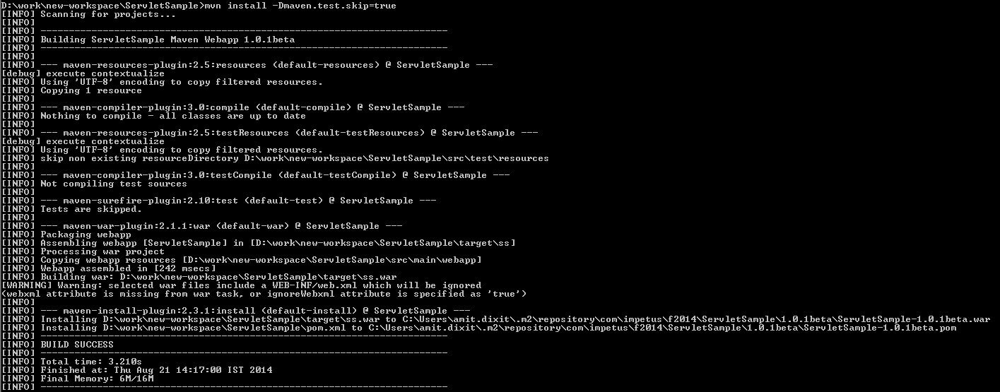 D:\work\new-workspace\ServletSample>mvn install -Dmaven.test.skip=true
[INFO] Scanning for projects...
[INFO]
[INFO] ------------------------------------------------------------------------
[INFO] Building ServletSample Maven Webapp 1.0.1beta
[INFO] ------------------------------------------------------------------------
[INFO]
[INFO] --- maven-resources-plugin:2.5:resources (default-resources) @ ServletSample ---
[debug] execute contextualize
[INFO] Using 'UTF-8' encoding to copy filtered resources.
[INFO] Copying 1 resource
[INFO]
[INFO] --- maven-compiler-plugin:3.0:compile (default-compile) @ ServletSample ---
[INFO] Nothing to compile - all classes are up to date
[INFO]
[INFO] --- maven-resources-plugin:2.5:testResources (default-testResources) @ ServletSample ---
[debug] execute contextualize
[INFO] Using 'UTF-8' encoding to copy filtered resources.
[INFO] skip non existing resourceDirectory D:\work\new-workspace\ServletSample\src\test\resources
[INFO]
[INFO] --- maven-compiler-plugin:3.0:testCompile (default-testCompile) @ ServletSample ---
[INFO] Not compiling test sources
[INFO]
[INFO] --- maven-surefire-plugin:2.10:test (default-test) @ ServletSample ---
[INFO] Tests are skipped.
[INFO]
[INFO] --- maven-war-plugin:2.1.1:war (default-war) @ ServletSample ---
[INFO] Packaging webapp
[INFO] Assembling webapp [ServletSample] in [D:\work\new-workspace\ServletSample\target\ss]
[INFO] Processing war project
[INFO] Copying webapp resources [D:\work\new-workspace\ServletSample\src\main\webapp]
[INFO] Webapp assembled in [242 msecs]
[INFO] Building war: D:\work\new-workspace\ServletSample\target\ss.war
[WARNING] Warning: selected war files include a WEB-INF/web.xml which will be ignored
(webxml attribute is missing from war task, or ignoreWebxml attribute is specified as 'true')
[INFO]
[INFO] --- maven-install-plugin:2.3.1:install (default-install) @ ServletSample ---
[INFO] Installing D:\work\new-workspace\ServletSample\target\ss.war to C:\Users\amit.dixit\.m2\repository\com\impetus\f2014\ServletSample\1.0.1beta\ServletSample-1.0.1beta.war
[INFO] Installing D:\work\new-workspace\ServletSample\pom.xml to C:\Users\amit.dixit\.m2\repository\com\impetus\f2014\ServletSample\1.0.1beta\ServletSample-1.0.1beta.pom
[INFO] ------------------------------------------------------------------------
[INFO] BUILD SUCCESS
[INFO] ------------------------------------------------------------------------
[INFO] Total time: 3.210s
[INFO] Finished at: Thu Aug 21 14:17:00 IST 2014
[INFO] Final Memory: 6M/16M
[INFO] ------------------------------------------------------------------------